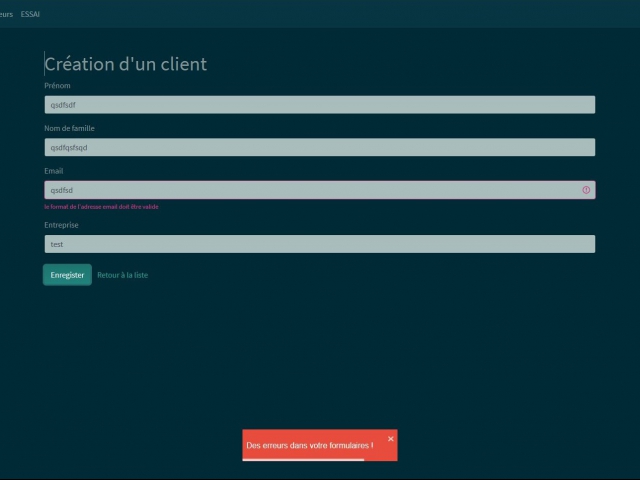 eurs ESSAI
Création d'un client
Prénom
qsdfsdf
Nom de famille
qsdfqsfsqd
Email
qsdfsd
le format de l'adresse email doit être valide
Entreprise
test
Enregister Retour à la liste
Des erreurs dans votre formulaires !